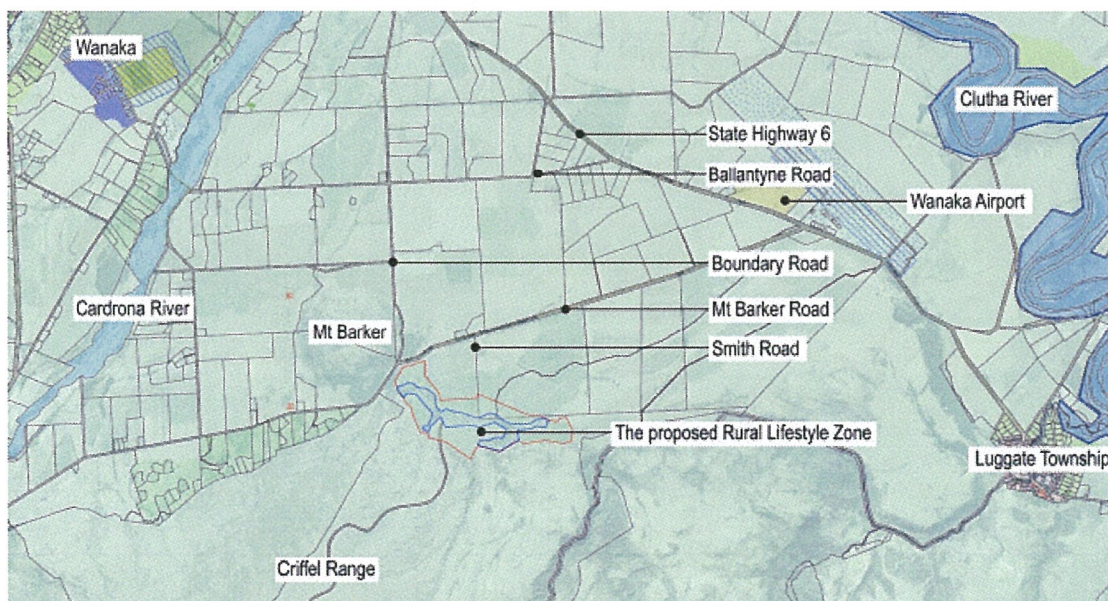 Wanaka
Clutha River
State Highway 6
Ballantyne Road
Wanaka Airport
Boundary Road
Cardrona River
Mt Barker Road
Mt Barker
Smith Road
The proposed Rural Lifestyle Zone
Luggate Township
Criffel Range